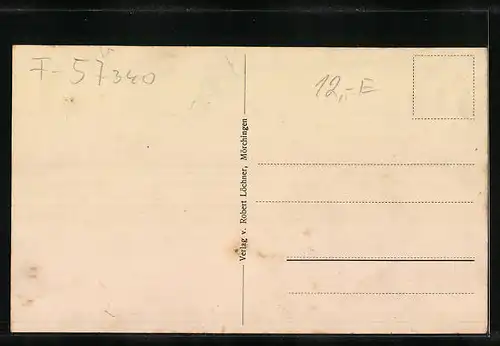 F-57340
12,-E
Verlag v. Robert Löchner, Mörchingen